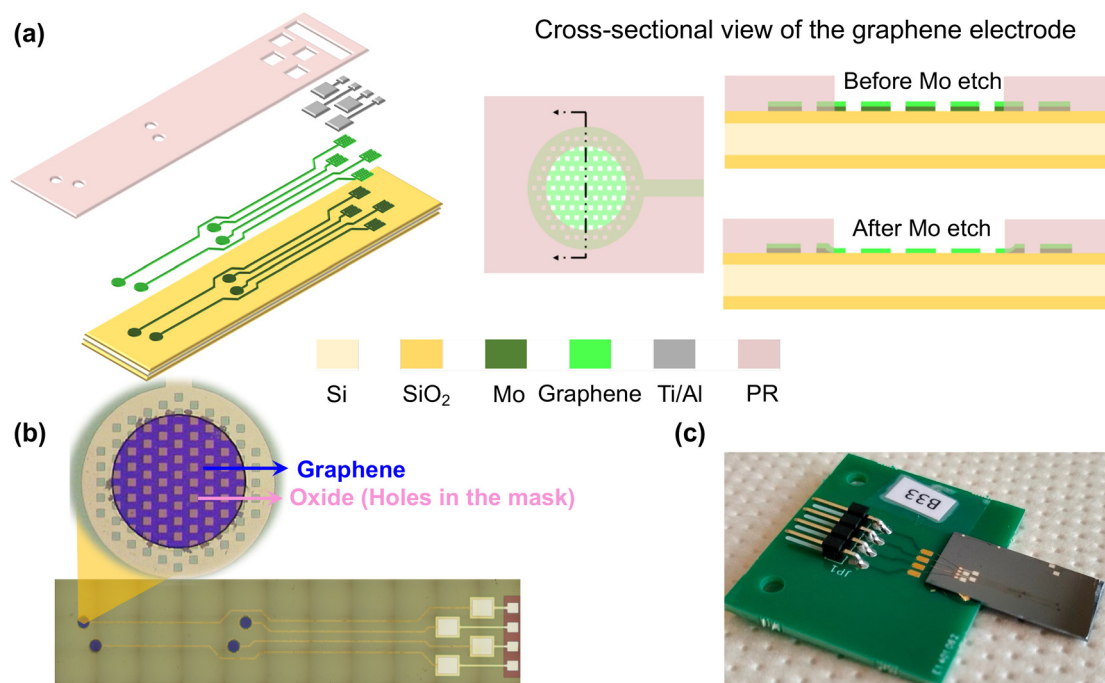 (a)
Cross-sectional view of the graphene electrode
Before Mo etch
After Mo etch
Si
SiO₂
Mo
Graphene
Ti/Al
PR
(b)
Graphene
Oxide (Holes in the mask)
(c)
B33
JP1